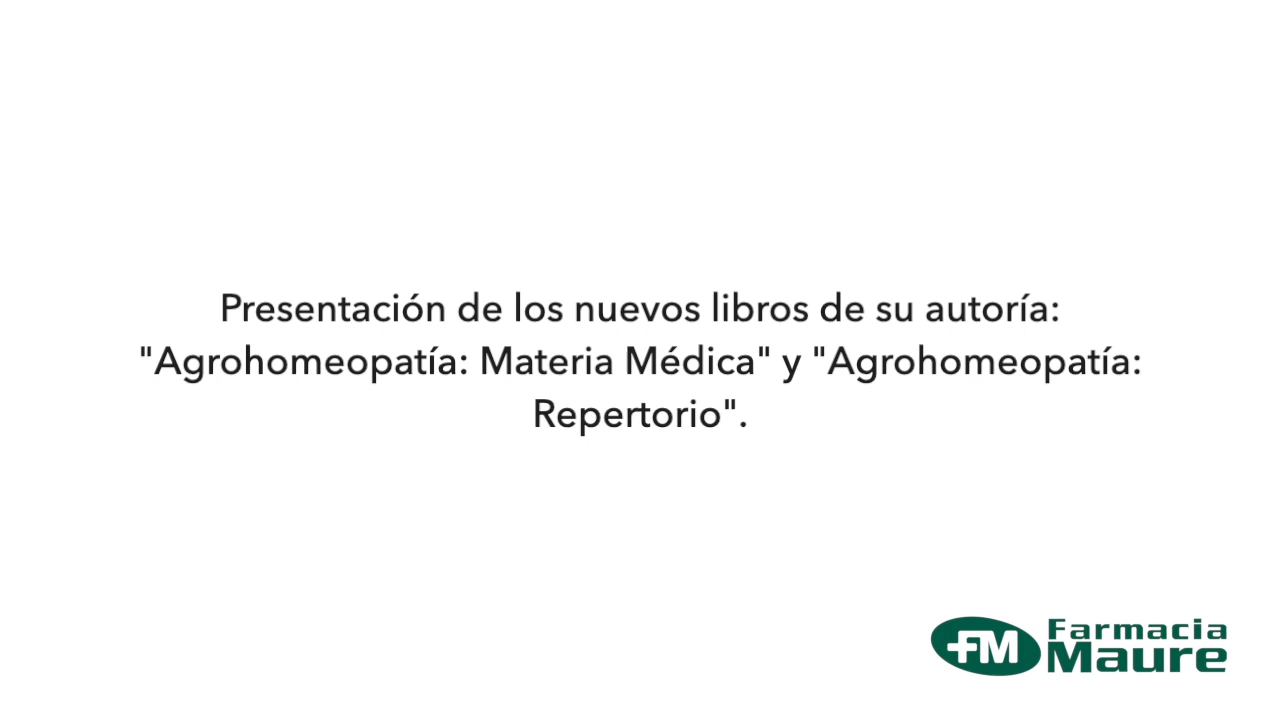 Presentación de los nuevos libros de su autoría:
"Agrohomeopatía: Materia Médica" y "Agrohomeopatía:
Repertorio".
FM
Farmacia
Maure